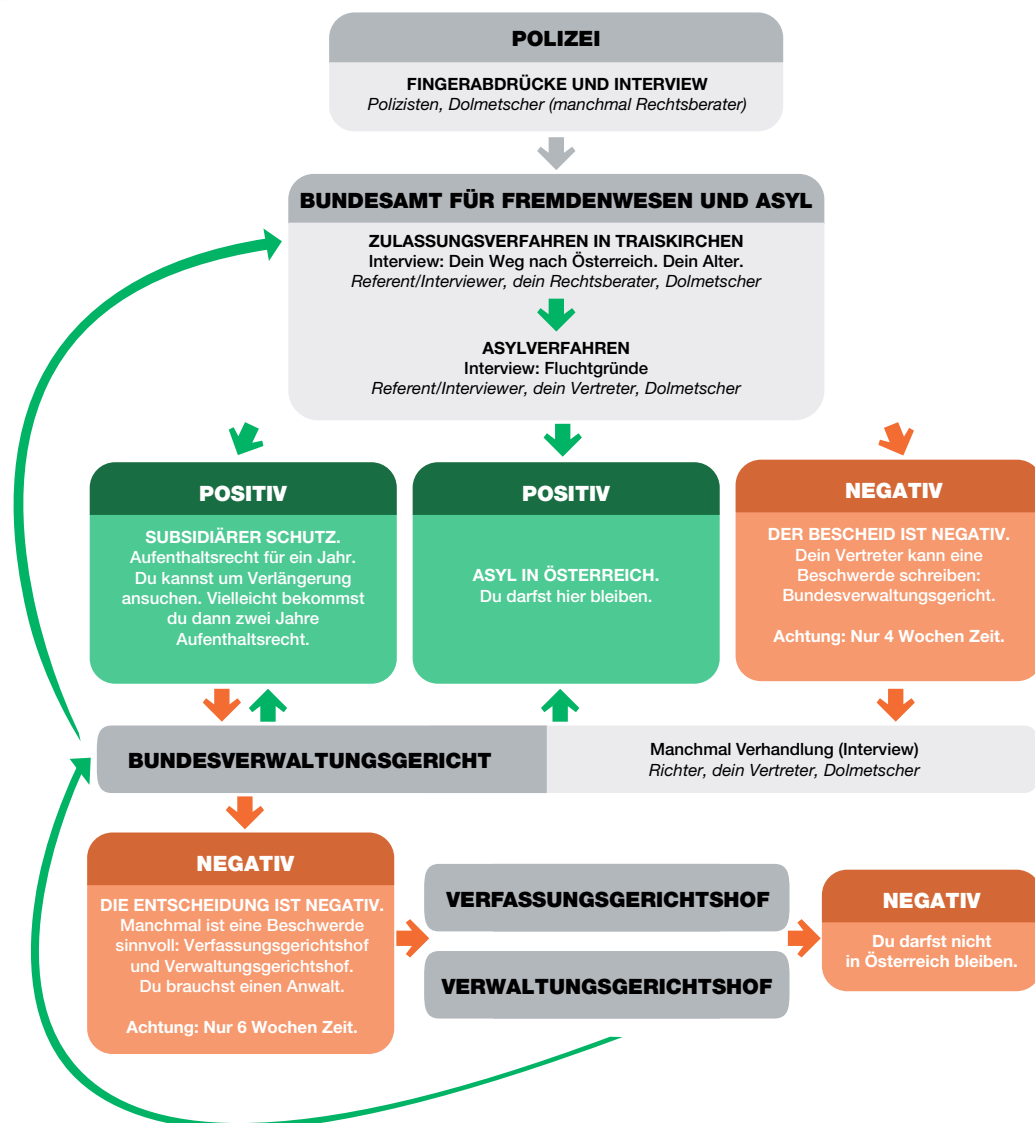 POLIZEI
FINGERABDRÜCKE UND INTERVIEW
Polizisten, Dolmetscher (manchmal Rechtsberater)
BUNDESAMT FÜR FREMDENWESEN UND ASYL
ZULASSUNGSVERFAHREN IN TRAISKIRCHEN
Interview: Dein Weg nach Österreich. Dein Alter.
Referent/Interviewer, dein Rechtsberater, Dolmetscher
ASYLVERFAHREN
Interview: Fluchtgründe
Referent/Interviewer, dein Vertreter, Dolmetscher
POSITIV
SUBSIDIÄRER SCHUTZ.
Aufenthaltsrecht für ein Jahr.
Du kannst um Verlängerung
ansuchen. Vielleicht bekommst
du dann zwei Jahre
Aufenthaltsrecht.
POSITIV
ASYL IN ÖSTERREICH.
Du darfst hier bleiben.
NEGATIV
DER BESCHEID IST NEGATIV.
Dein Vertreter kann eine
Beschwerde schreiben:
Bundesverwaltungsgericht.
Achtung: Nur 4 Wochen Zeit.
BUNDESVERWALTUNGSGERICHT
Manchmal Verhandlung (Interview)
Richter, dein Vertreter, Dolmetscher
NEGATIV
DIE ENTSCHEIDUNG IST NEGATIV.
Manchmal ist eine Beschwerde
sinnvoll: Verfassungsgerichtshof
und Verwaltungsgerichtshof.
Du brauchst einen Anwalt.
Achtung: Nur 6 Wochen Zeit.
VERFASSUNGSGERICHTSHOF
VERWALTUNGSGERICHTSHOF
NEGATIV
Du darfst nicht
in Österreich bleiben.